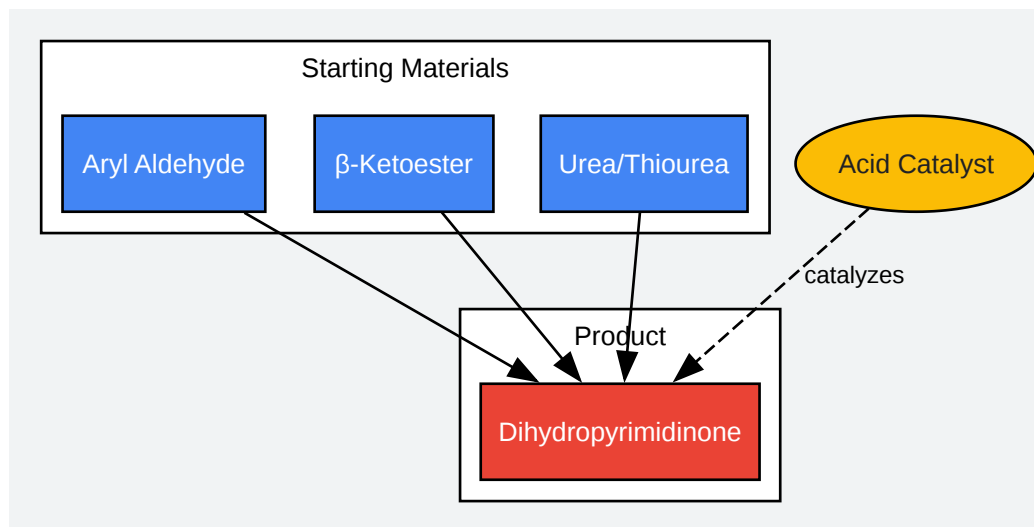 Starting Materials
Aryl Aldehyde
β-Ketoester
Urea/Thiourea
Acid Catalyst
catalyzes
Product
Dihydropyrimidinone